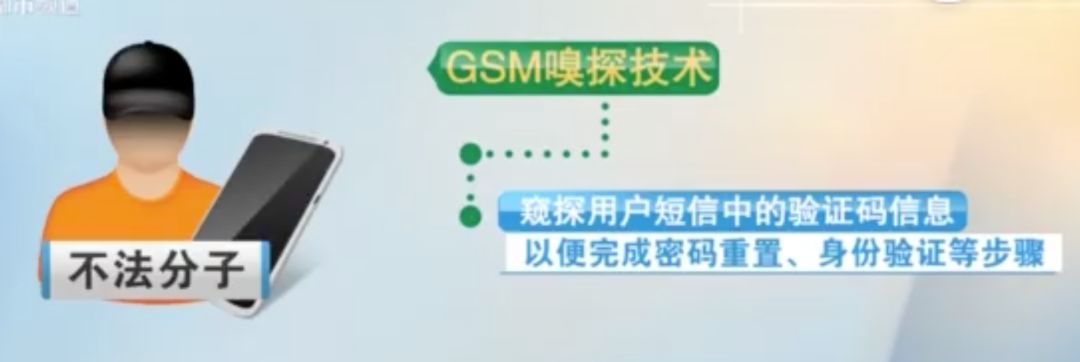 GSM嗅探技术
窥探用户短信中的验证码信息
以便完成密码重置、身份验证等步骤
不法分子